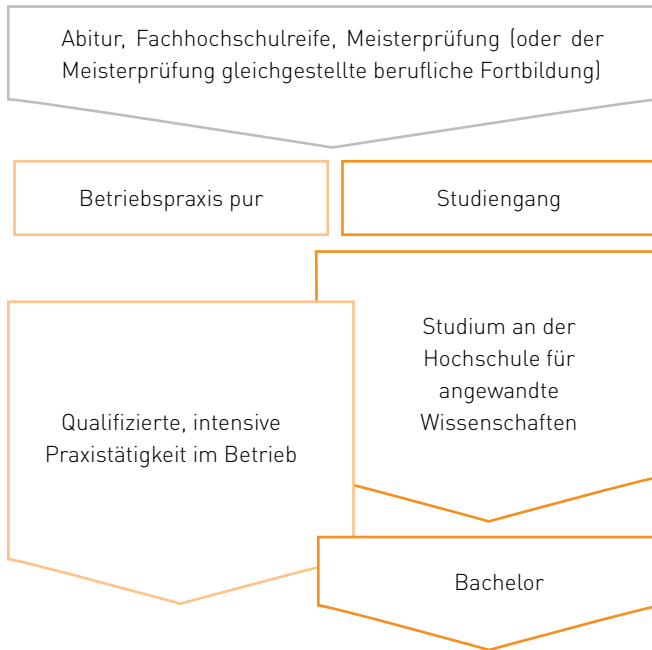 Abitur, Fachhochschulreife, Meisterprüfung (oder der
Meisterprüfung gleichgestellte berufliche Fortbildung)
Betriebspraxis pur
Studiengang
Qualifizierte, intensive
Praxistätigkeit im Betrieb
Studium an der
Hochschule für
angewandte
Wissenschaften
Bachelor